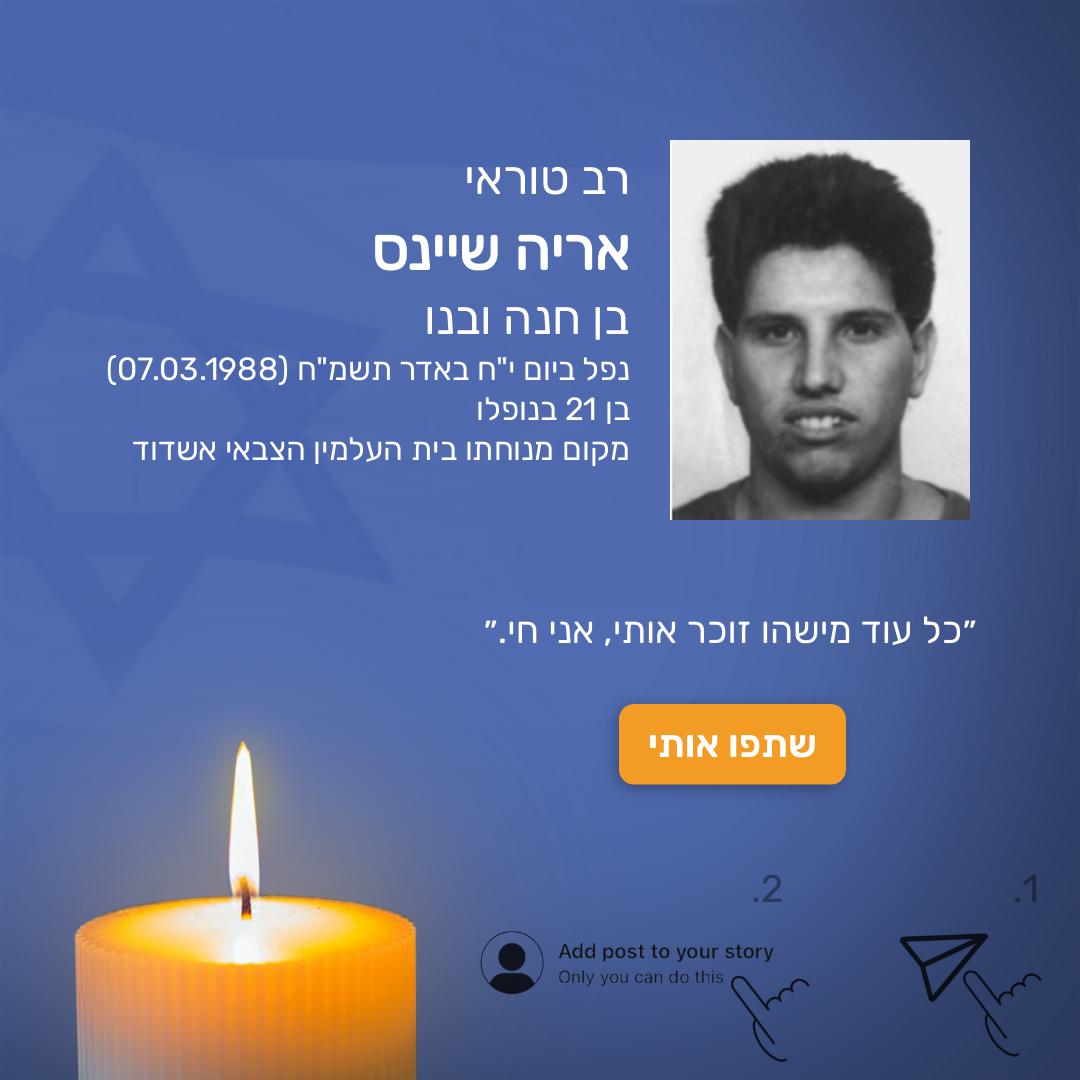 רב טוראי
אריה שיינס
בן חנה ובנו
נפל ביום י"ח באדר תשמ"ח (07.03.1988)
בן 21 בנופלו
מקום מנוחתו בית העלמין הצבאי אשדוד
״כל עוד מישהו זוכר אותי, אני חי.״
שתפו אותי
1.
2.
Add post to your story
Only you can do this